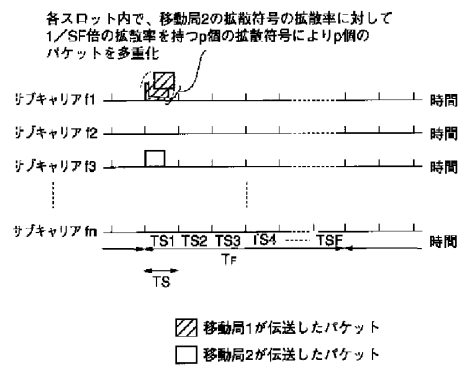 各スロット内で、移動局2の拡散符号の拡散率に対して
1／SF倍の拡散率を持つp個の拡散符号によりp個の
パケットを多重化
サブキャリアf1 時間
サブキャリアf2 時間
サブキャリアf3 時間
サブキャリアfn TS1 TS2 TS3 TS4 TSF 時間
TF
TS
移動局1が伝送したパケット
移動局2が伝送したパケット